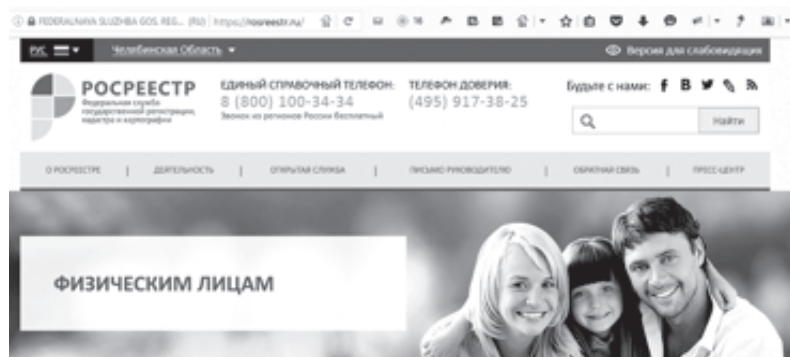 FEDERALNAYA SLUZHBA GOS. REG... (RU) https://rosreestr.ru/
РУС
Челябинская Область
Версия для слабовидящих
РОСРЕЕСТР
Федеральная служба
государственной регистрации,
кадастра и картографии
ЕДИНЫЙ СПРАВОЧНЫЙ ТЕЛЕФОН:
8 (800) 100-34-34
Звонок из регионов России бесплатный
ТЕЛЕФОН ДОВЕРИЯ:
(495) 917-38-25
Будьте с нами:
Найти
О РОСРЕЕСТРЕ | ДЕЯТЕЛЬНОСТЬ | ОТКРЫТАЯ СЛУЖБА | ПИСЬМО РУКОВОДИТЕЛЮ | ОБРАТНАЯ СВЯЗЬ | ПРЕСС-ЦЕНТР
ФИЗИЧЕСКИМ ЛИЦАМ